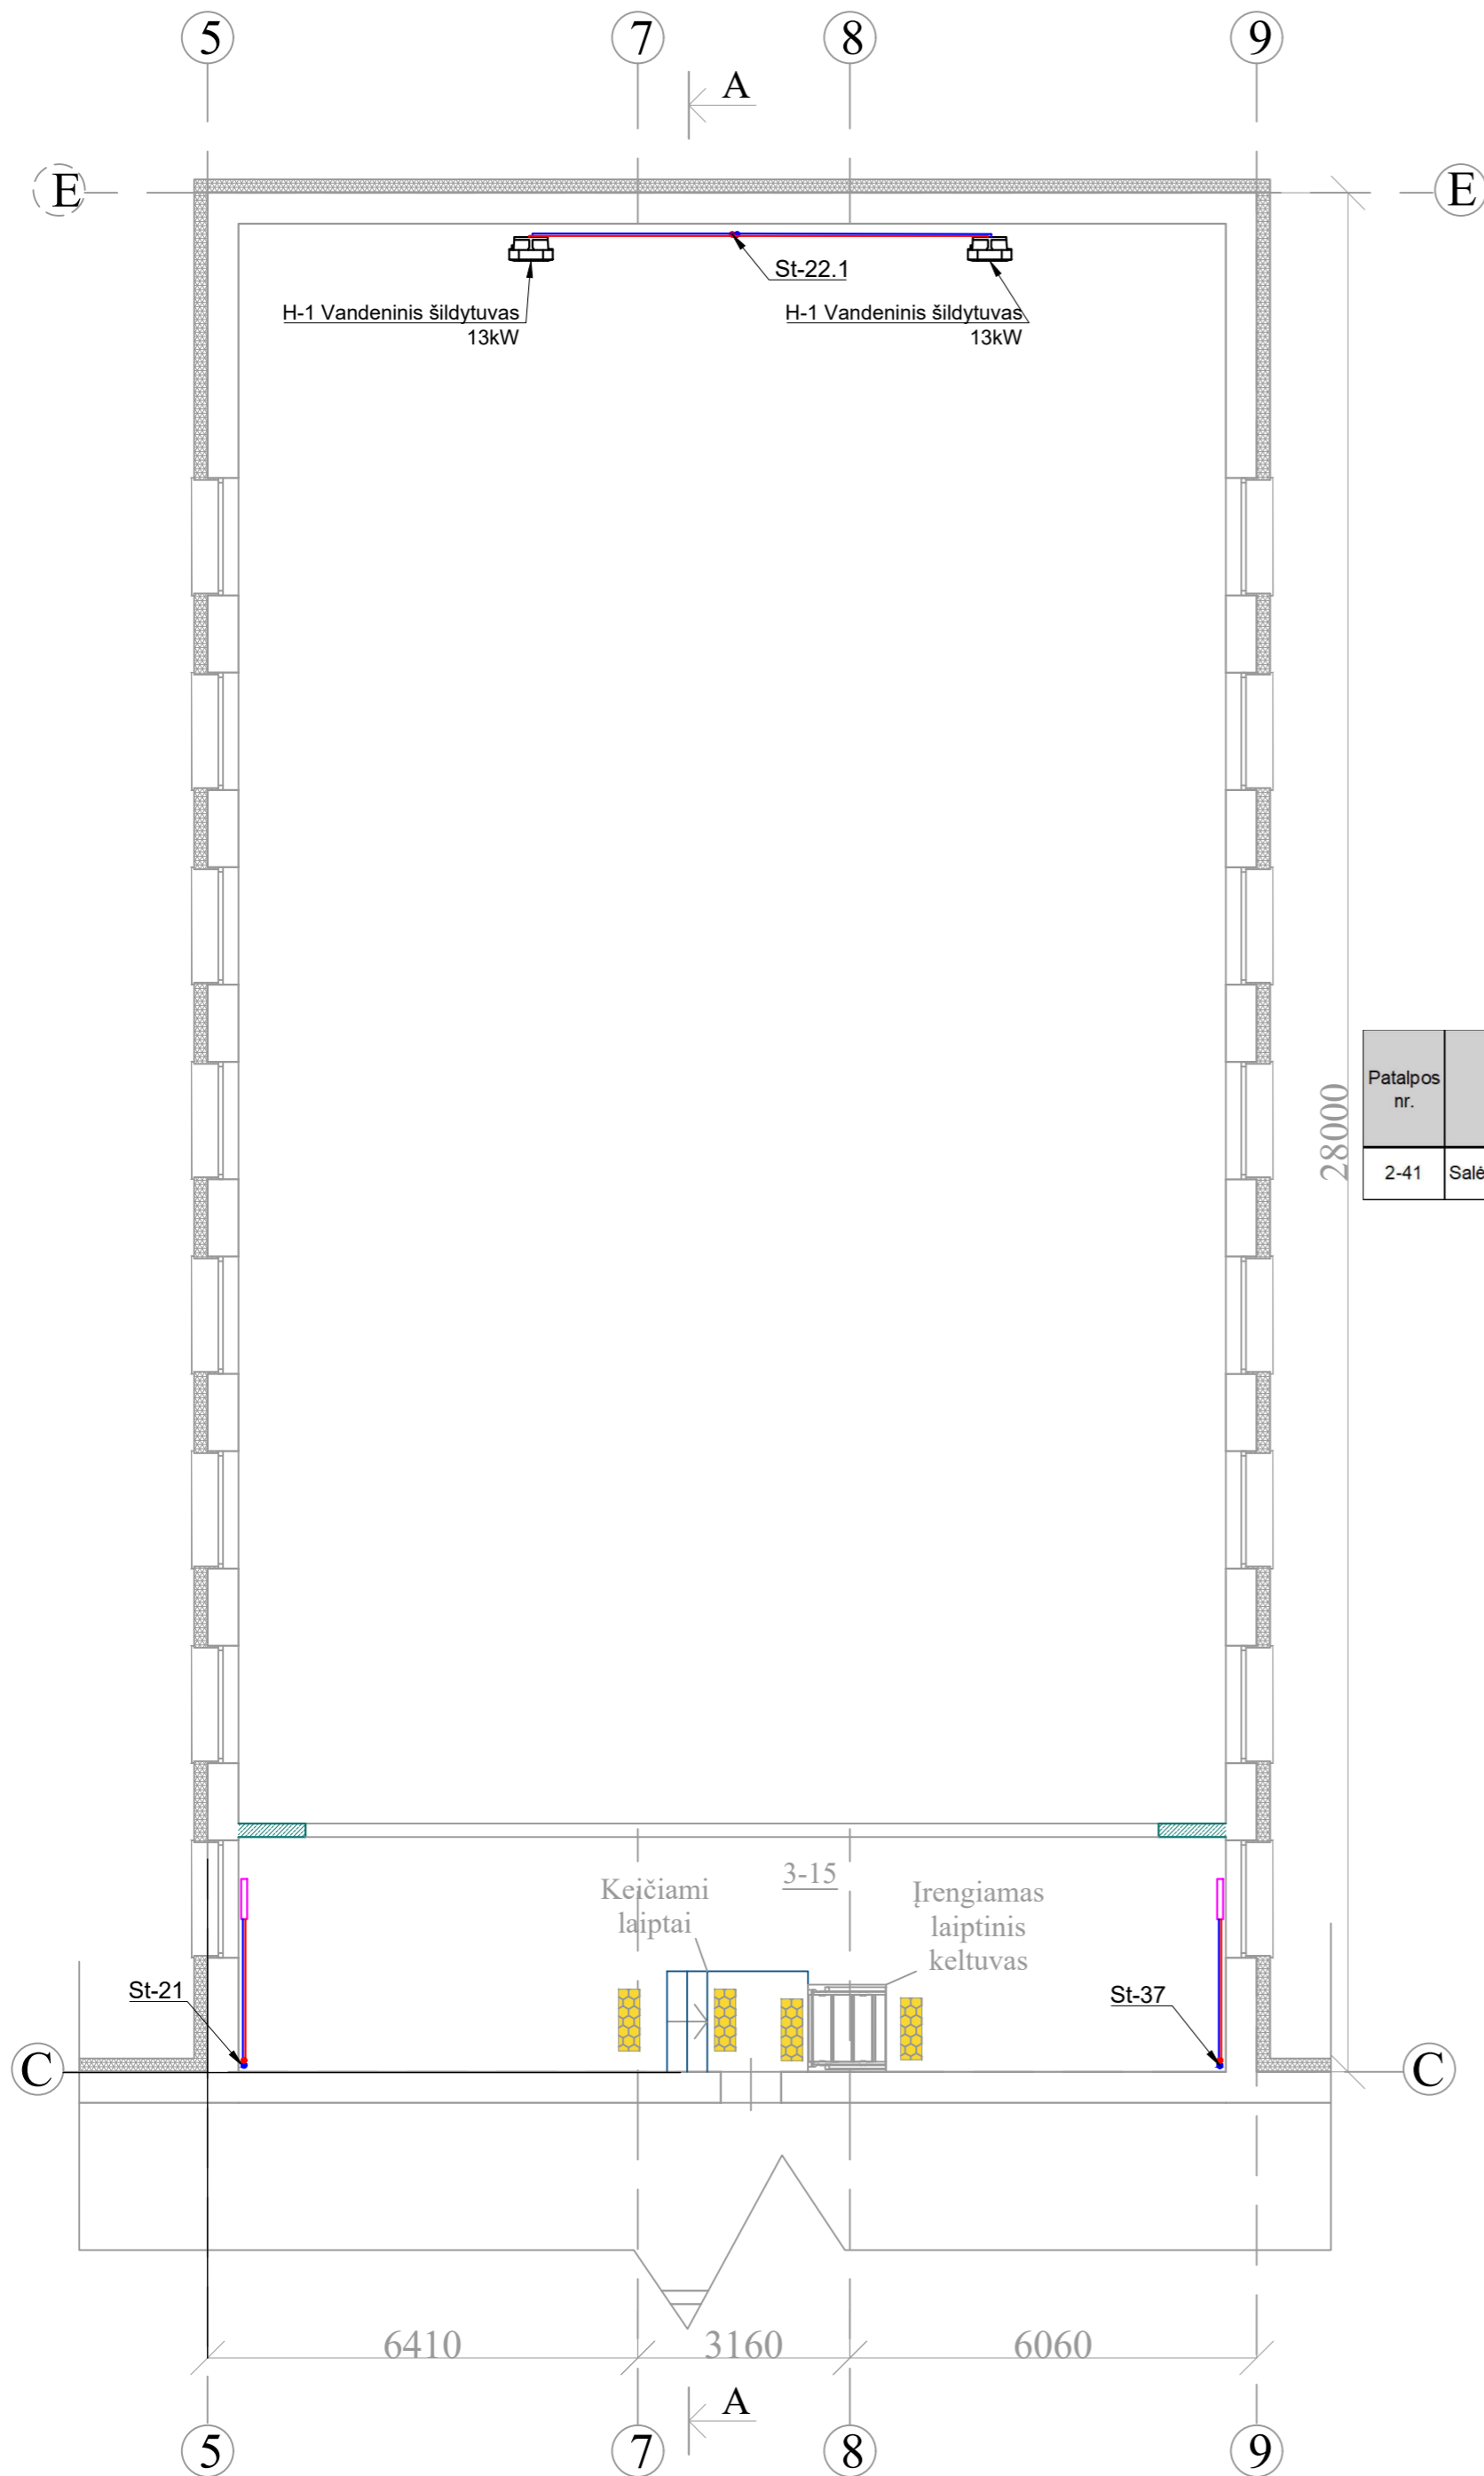 5
7
8
9
A
E
E
St-22.1
H-1 Vandeninis šildytuvas
13kW
H-1 Vandeninis šildytuvas
13kW
28000
Patalpos
nr.
2-41
Salė
3-15
Keičiami
laiptai
Įrengiamas
laiptinis
keltuvas
St-21
St-37
C
C
6410
3160
6060
A
5
7
8
9